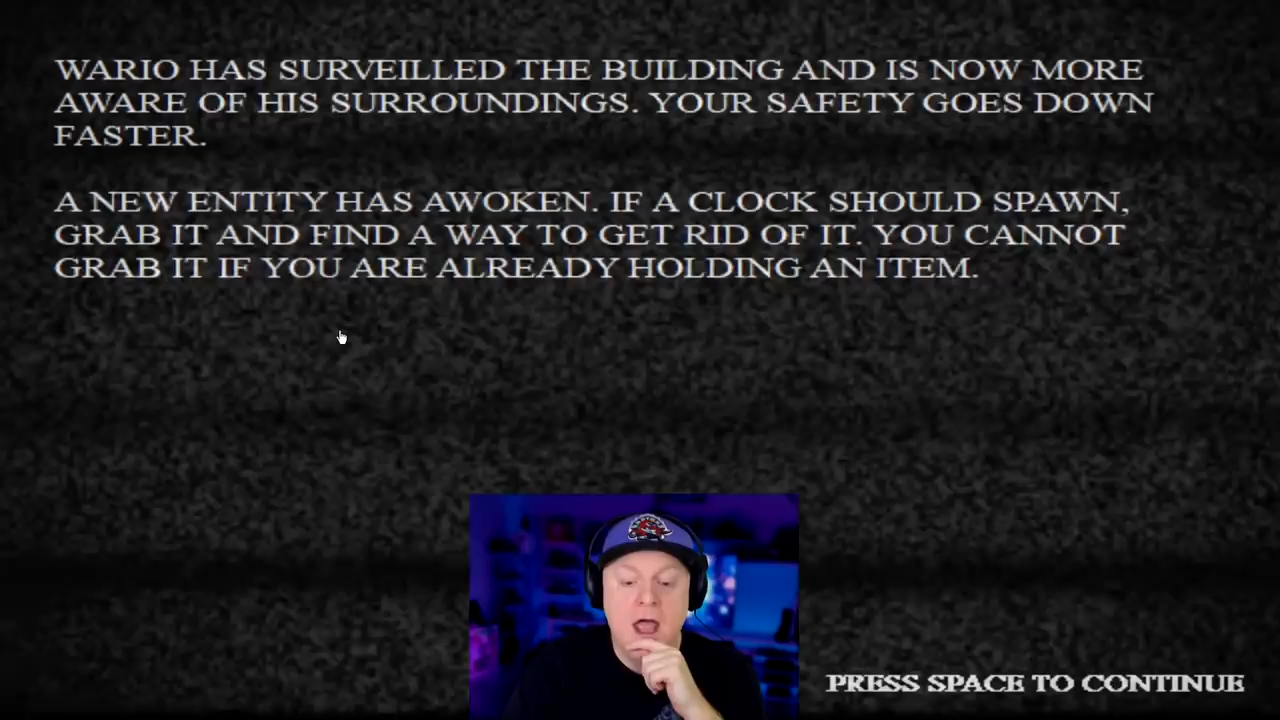 WARIO HAS SURVEILLED THE BUILDING AND IS NOW MORE
AWARE OF HIS SURROUNDINGS. YOUR SAFETY GOES DOWN
FASTER.
A NEW ENTITY HAS AWOKEN. IF A CLOCK SHOULD SPAWN,
GRAB IT AND FIND A WAY TO GET RID OF IT. YOU CANNOT
GRAB IT IF YOU ARE ALREADY HOLDING AN ITEM.
PRESS SPACE TO CONTINUE